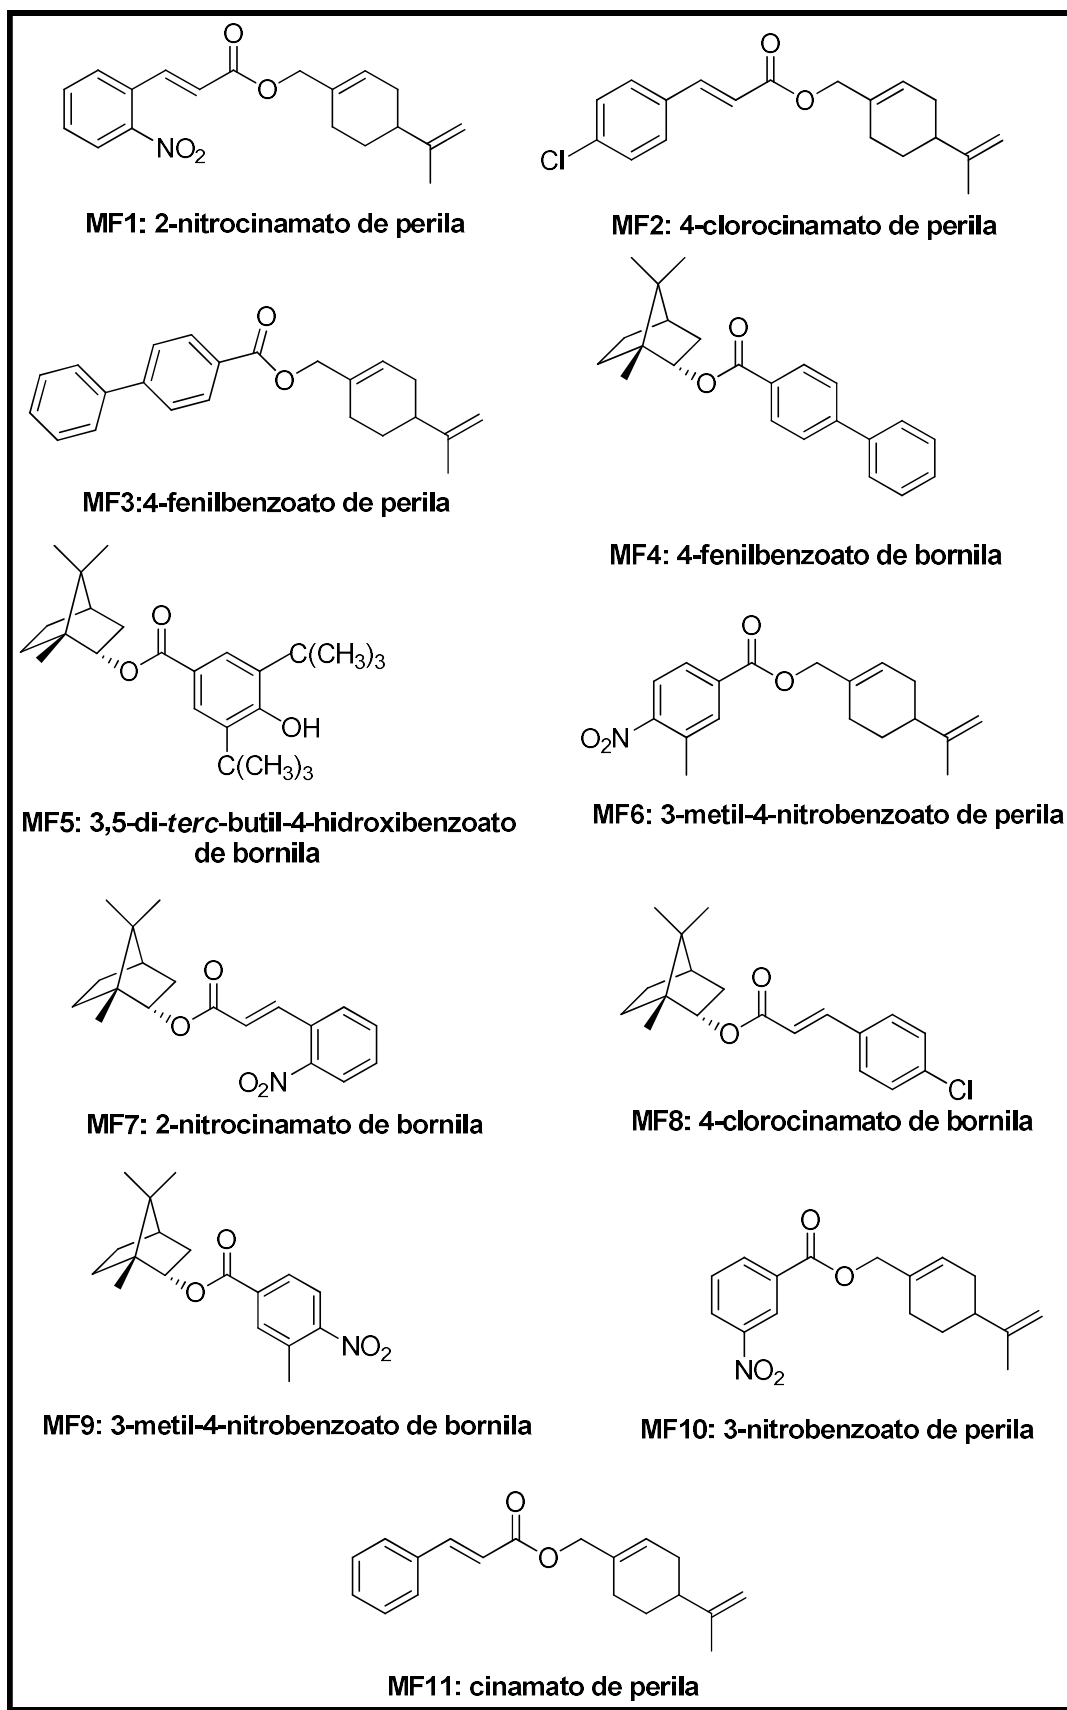 O
O
NO2
MF1: 2-nitrocinamato de perila
O
O
Cl
MF2: 4-clorocinamato de perila
O
O
MF3:4-fenilbenzoato de perila
O
O
MF4: 4-fenilbenzoato de bornila
O
O
C(CH3)3
OH
C(CH3)3
MF5: 3,5-di-terc-butil-4-hidroxibenzoato
de bornila
O
O
O2N
MF6: 3-metil-4-nitrobenzoato de perila
O
O
O2N
MF7: 2-nitrocinamato de bornila
O
O
Cl
MF8: 4-clorocinamato de bornila
O
O
NO2
MF9: 3-metil-4-nitrobenzoato de bornila
O
O
NO2
MF10: 3-nitrobenzoato de perila
O
O
MF11: cinamato de perila